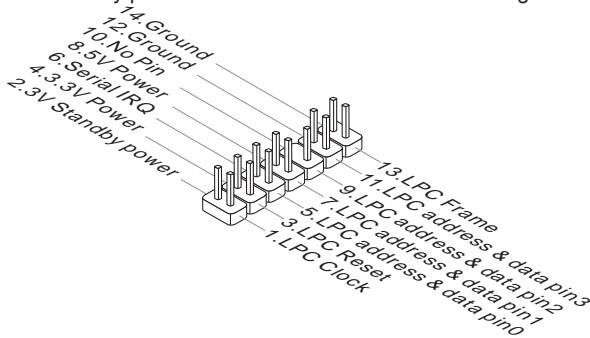 14.Ground
12.Ground
10.No Pin
8.5V Power
6.Serial IRQ
4.3.3V Power
2.3V Standby power
13.LPC Frame
11.LPC address & data pin3
9.LPC address & data pin2
7.LPC address & data pin1
5.LPC address & data pin0
3.LPC Reset
1.LPC Clock